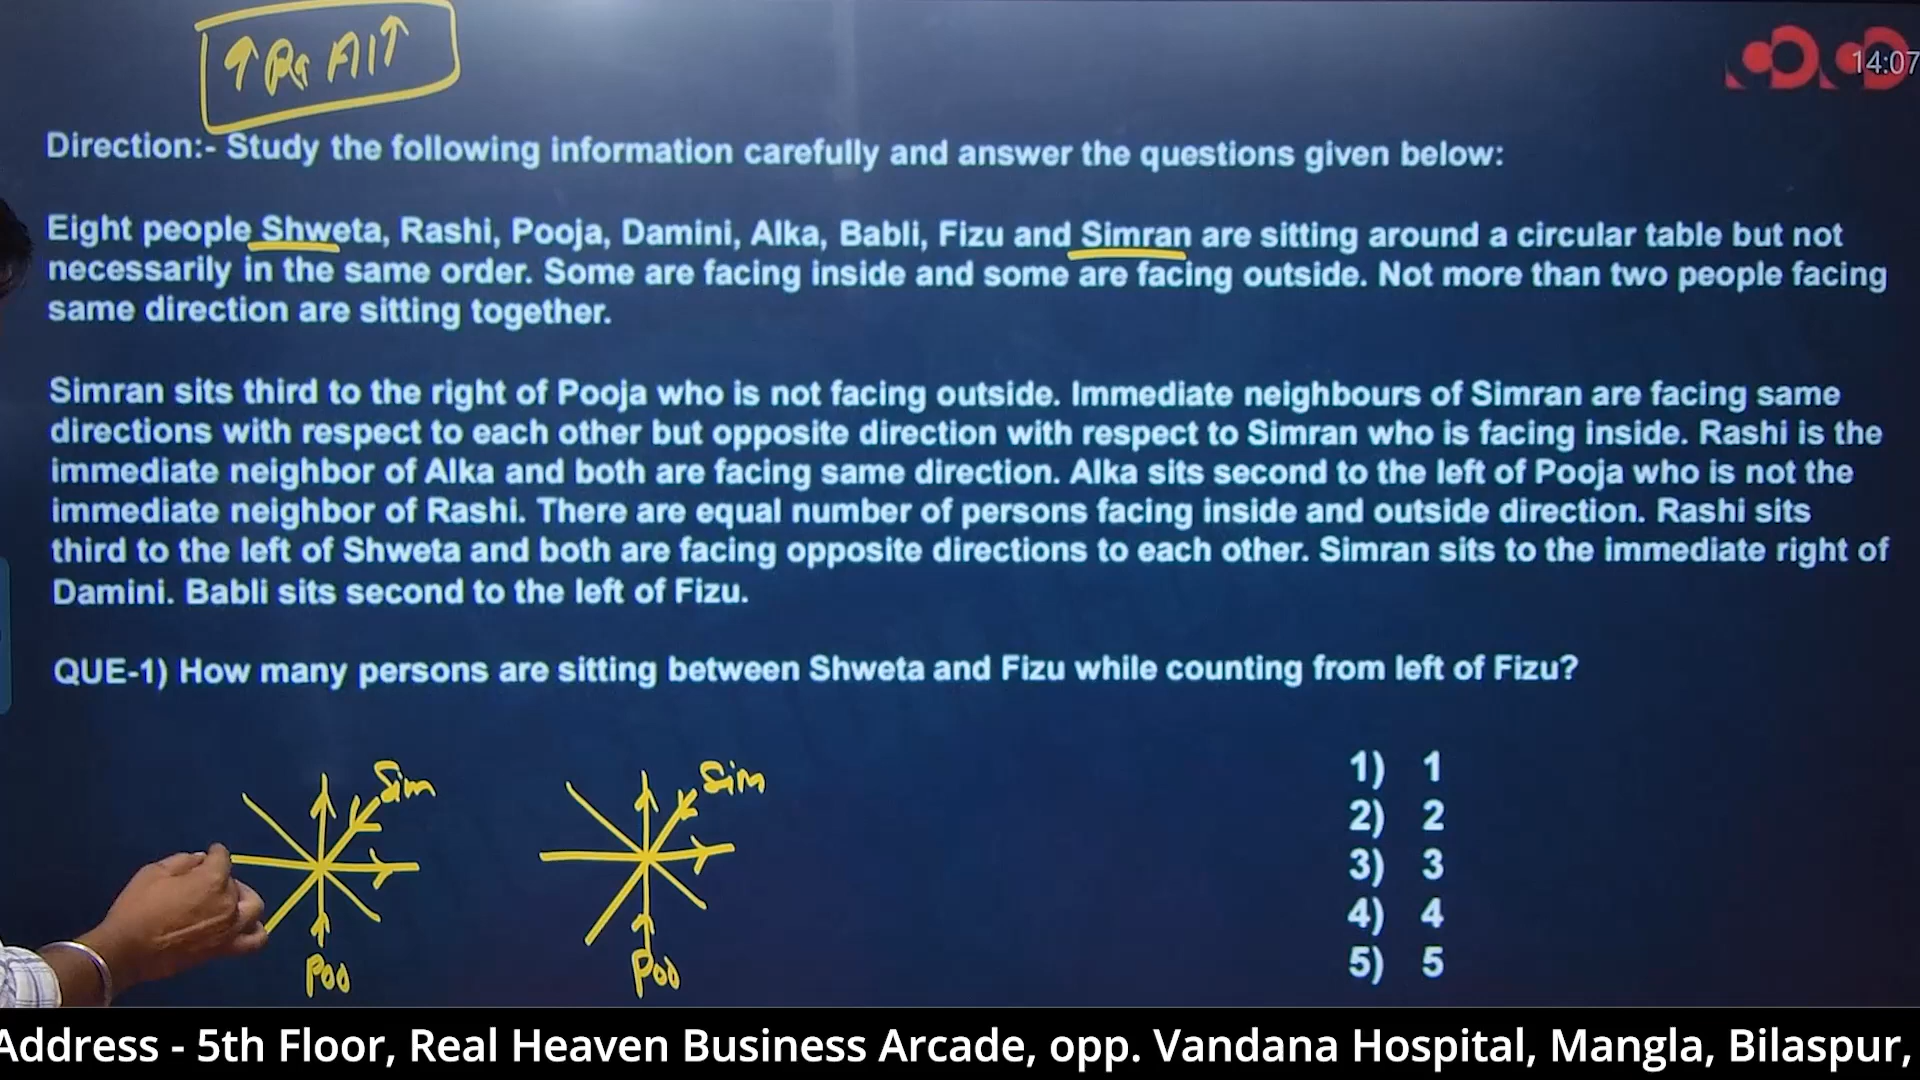 ↑ Ra Al ↑
14:07
Direction:- Study the following information carefully and answer the questions given below:
Eight people Shweta, Rashi, Pooja, Damini, Alka, Babli, Fizu and Simran are sitting around a circular table but not
necessarily in the same order. Some are facing inside and some are facing outside. Not more than two people facing
same direction are sitting together.
Simran sits third to the right of Pooja who is not facing outside. Immediate neighbours of Simran are facing same
directions with respect to each other but opposite direction with respect to Simran who is facing inside. Rashi is the
immediate neighbor of Alka and both are facing same direction. Alka sits second to the left of Pooja who is not the
immediate neighbor of Rashi. There are equal number of persons facing inside and outside direction. Rashi sits
third to the left of Shweta and both are facing opposite directions to each other. Simran sits to the immediate right of
Damini. Babli sits second to the left of Fizu.
QUE-1) How many persons are sitting between Shweta and Fizu while counting from left of Fizu?
Sim Sim
Poo Poo
1) 1
2) 2
3) 3
4) 4
5) 5
Address - 5th Floor, Real Heaven Business Arcade, opp. Vandana Hospital, Mangla, Bilaspur,